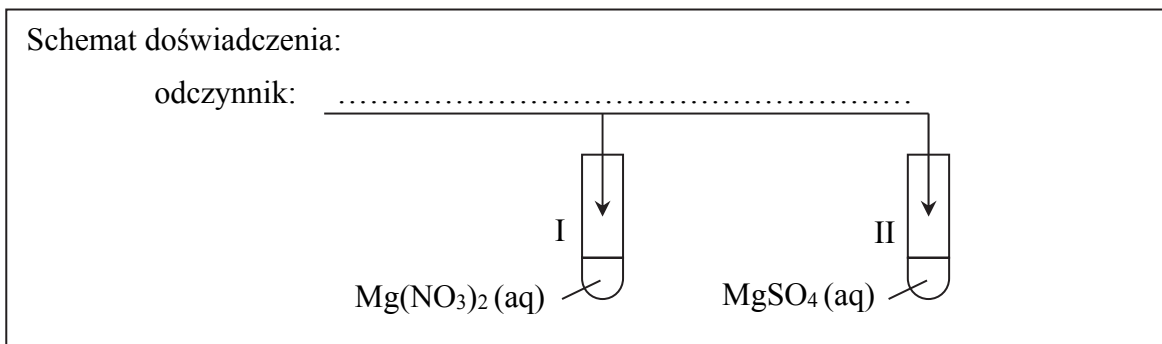 Schemat doświadczenia:
odczynnik: ……………………………………………………
I
II
Mg(NO3)2 (aq)
MgSO4 (aq)